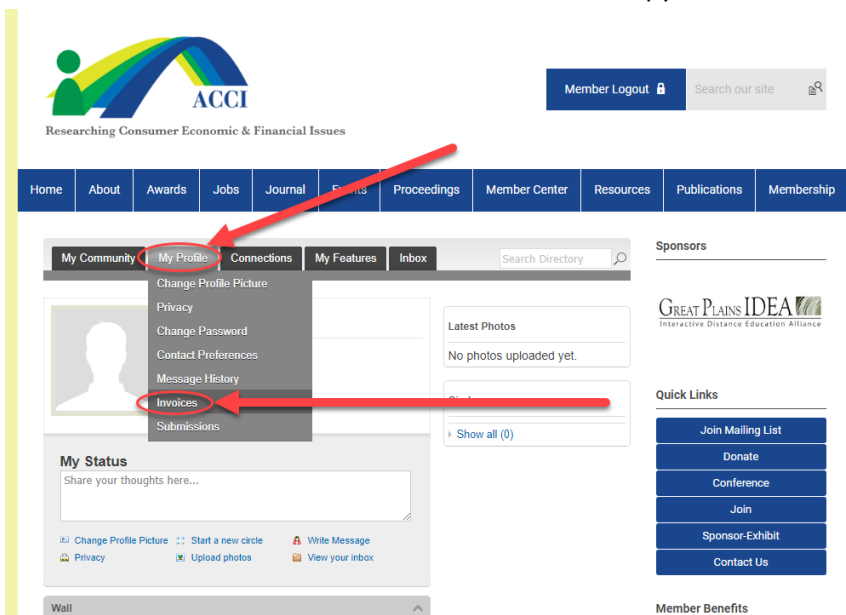 ACCI
Researching Consumer Economic & Financial Issues
Member Logout
Search our site
Home About Awards Jobs Journal Events Proceedings Member Center Resources Publications Membership
My Community My Profile Connections My Features Inbox
Search Directory
Change Profile Picture
Privacy
Change Password
Contact Preferences
Message History
Invoices
Submissions
Latest Photos
No photos uploaded yet.
Show all (0)
My Status
Share your thoughts here...
Change Profile Picture Start a new circle Write Message
Privacy Upload photos View your inbox
Wall
Sponsors
GREAT PLAINS IDEA
Interactive Distance Education Alliance
Quick Links
Join Mailing List
Donate
Conference
Join
Sponsor-Exhibit
Contact Us
Member Benefits